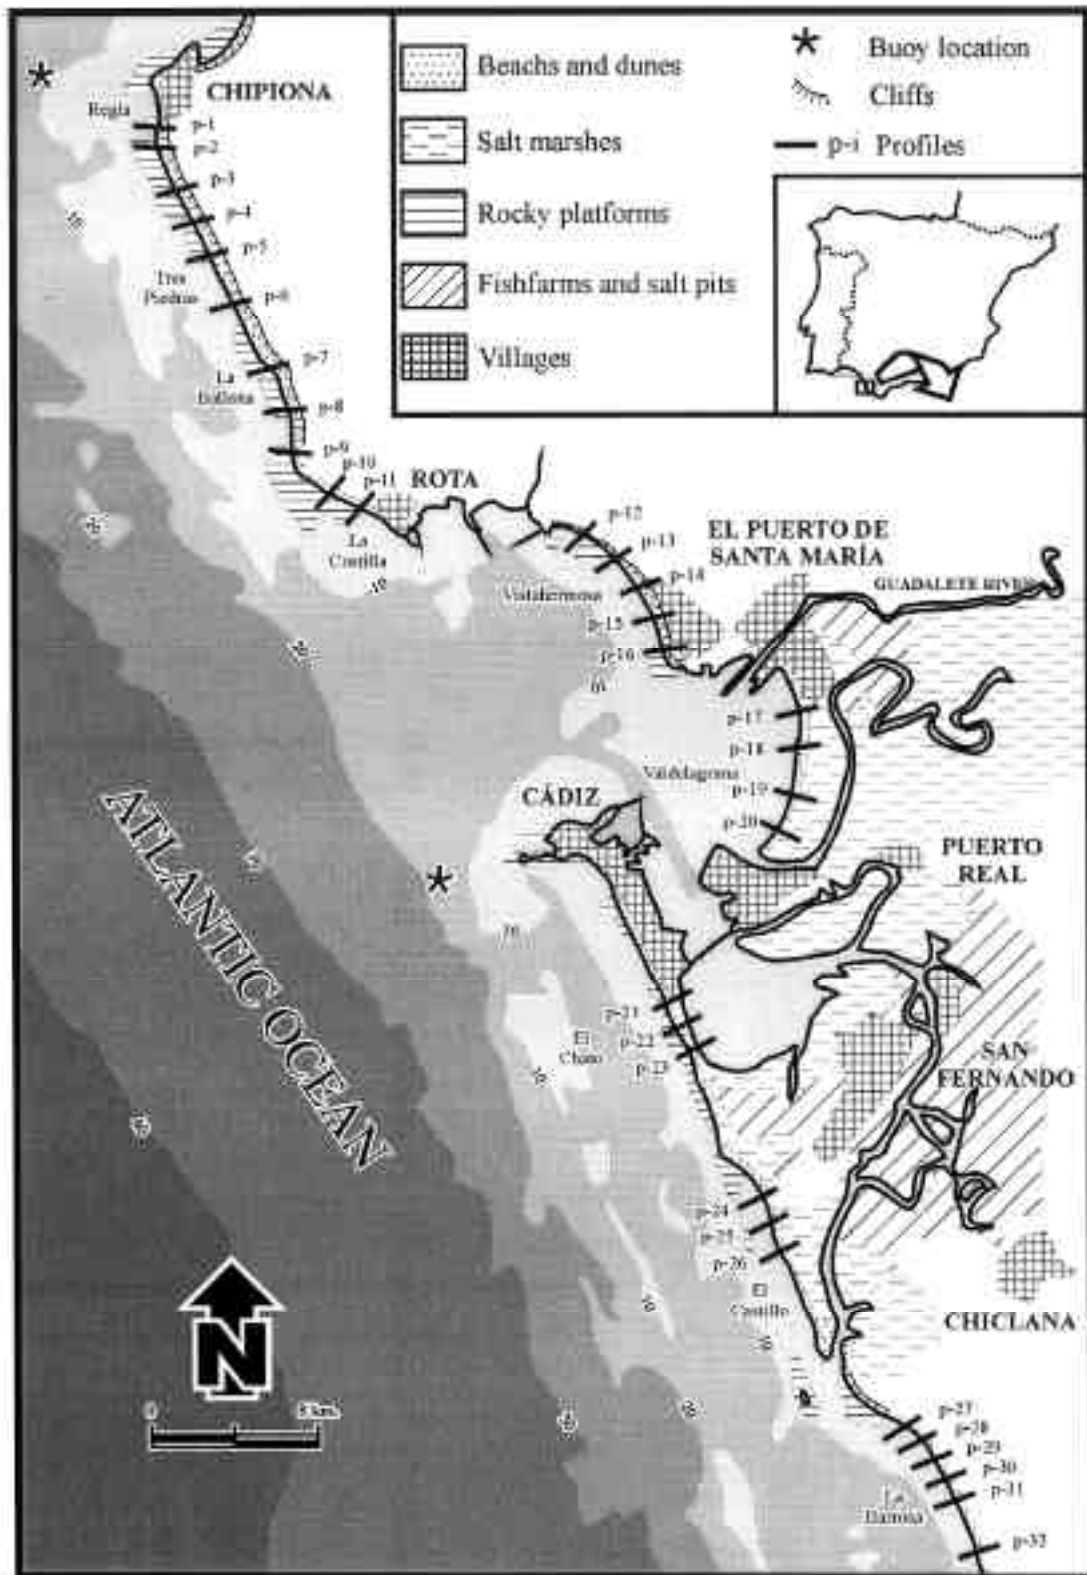 Beachs and dunes
Salt marshes
Rocky platforms
Fishfarms and salt pits
Villages
Buoy location
Cliffs
p-i Profiles
CHIPIONA
Regla
p-1
p-2
p-3
p-4
p-5
Tres
Piedras
p-6
p-7
La
Ballena
p-8
p-9
p-10
p-11
ROTA
La
Costilla
p-12
p-13
p-14
EL PUERTO DE
SANTA MARÍA
GUADALETE RIVER
Vistahermosa
p-15
p-16
p-17
p-18
Valdelagrana
p-19
p-20
CÁDIZ
PUERTO
REAL
ATLANTIC OCEAN
p-21
p-22
p-23
El
Chato
SAN
FERNANDO
p-24
p-25
p-26
El
Castillo
CHICLANA
N
0
p-27
p-28
p-29
p-30
p-31
La
Barrosa
p-32